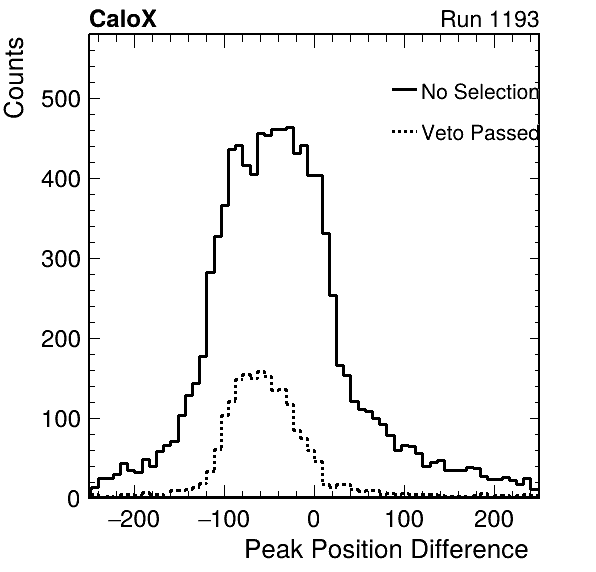 CaloX Run 1193
Counts
No Selection
Veto Passed
500
400
300
200
100
0
−200 −100 0 100 200
Peak Position Difference